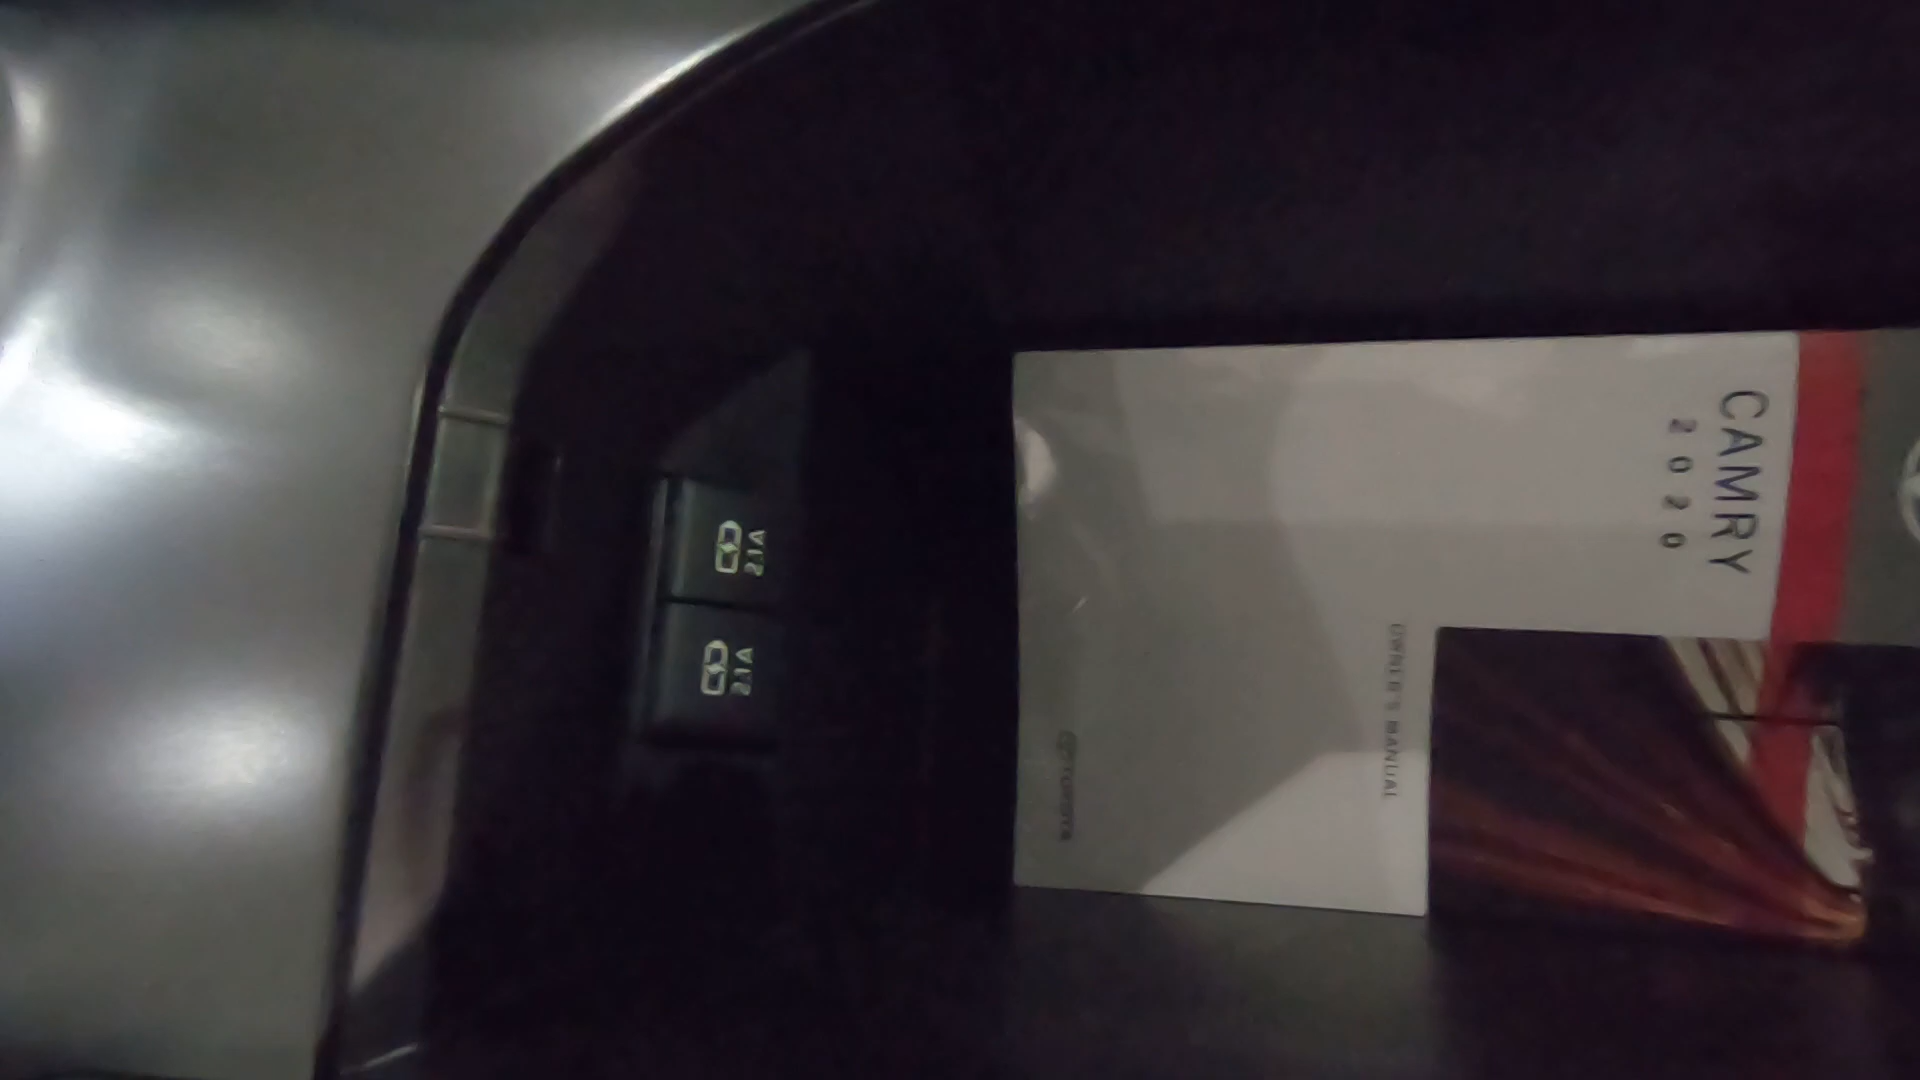 CAMRY
2020
OWNER'S MANUAL
TOYOTA
2.1A
2.1A